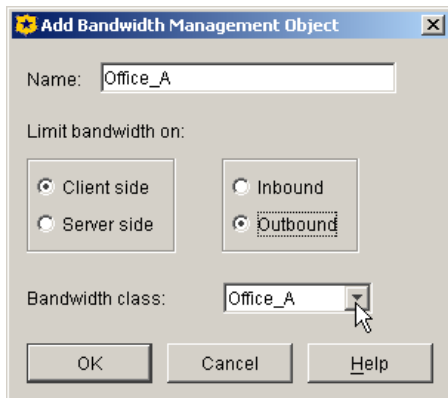 Add Bandwidth Management Object
Name: Office_A
Limit bandwidth on:
Client side Inbound
Server side Outbound
Bandwidth class: Office_A
OK Cancel Help